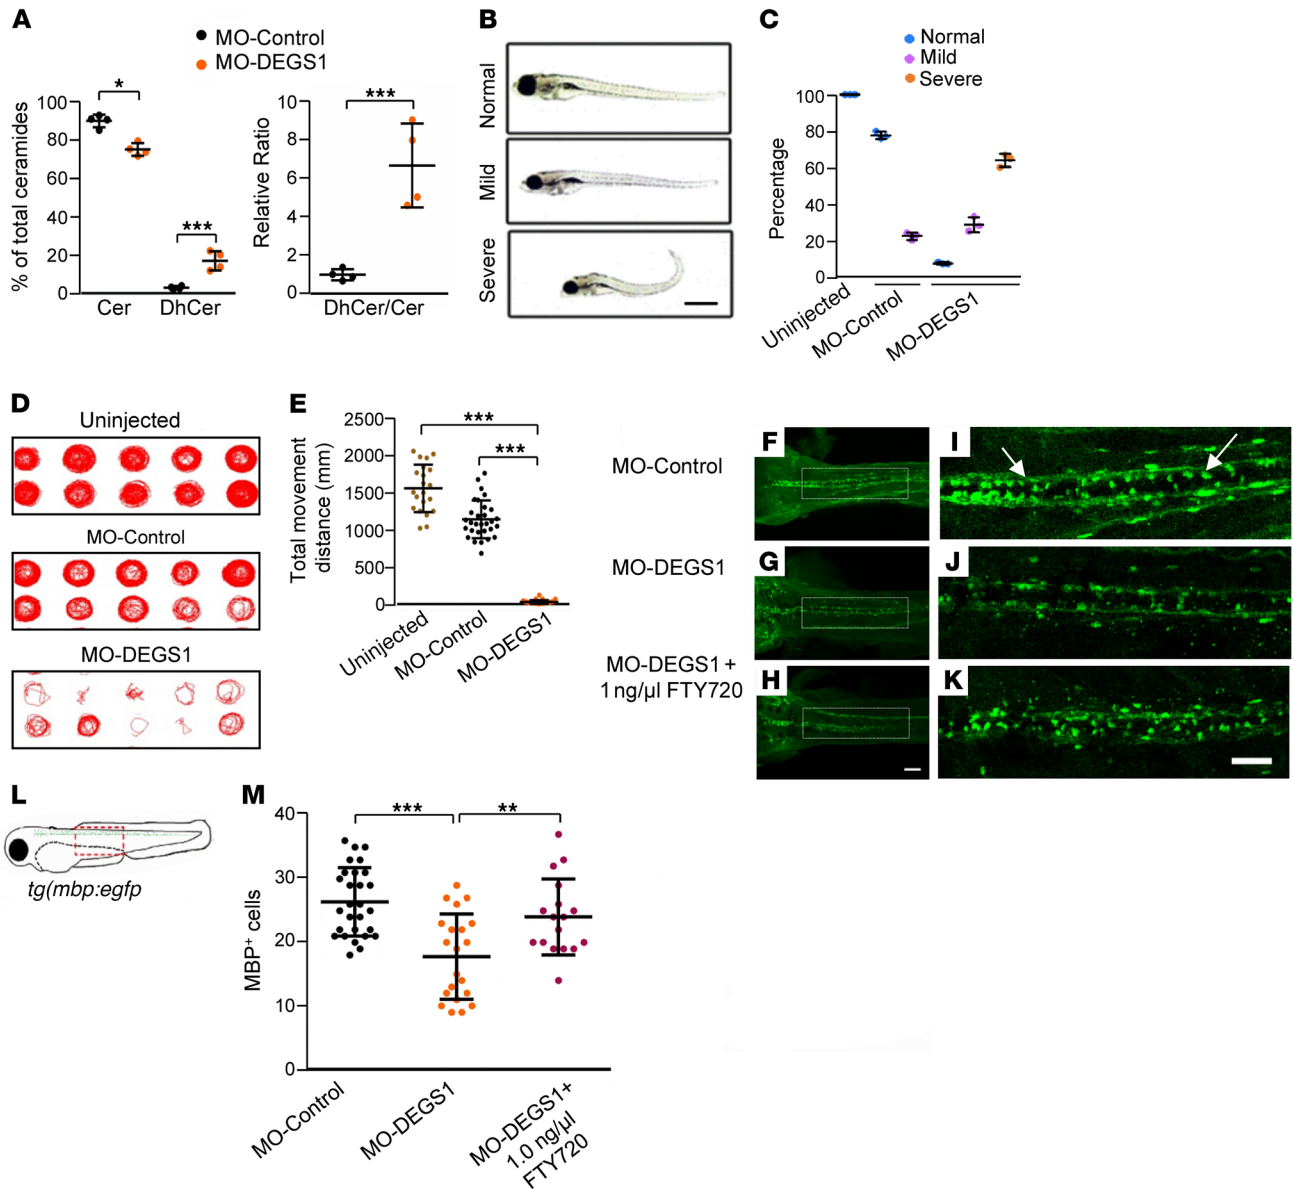 A
MO-Control
MO-DEGS1
% of total ceramides
100
80
60
40
20
0
*
***
Cer
DhCer
Relative Ratio
10
8
6
4
2
0
***
DhCer/Cer
B
Normal
Mild
Severe
C
Normal
Mild
Severe
Percentage
100
80
60
40
20
0
Uninjected
MO-Control
MO-DEGS1
D
Uninjected
MO-Control
MO-DEGS1
E
Total movement
distance (mm)
2500
2000
1500
1000
500
0
***
***
Uninjected
MO-Control
MO-DEGS1
MO-Control
MO-DEGS1
MO-DEGS1 +
1 ng/µl FTY720
F
I
G
J
H
K
L
tg(mbp:egfp
M
MBP+ cells
40
30
20
10
0
***
**
MO-Control
MO-DEGS1
MO-DEGS1+
1.0 ng/µl
FTY720